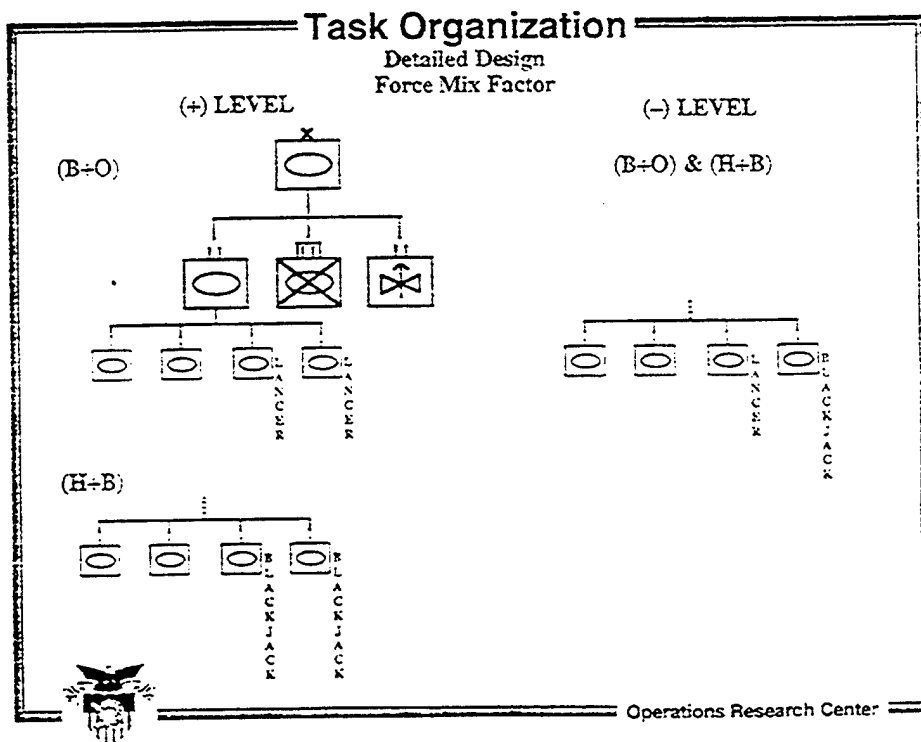 Task Organization
Detailed Design
Force Mix Factor
(+) LEVEL
(–) LEVEL
(B÷O)
(B÷O) & (H÷B)
LANCER
LANCER
LANCER
BLACKJACK
(H÷B)
BLACKJACK
BLACKJACK
Operations Research Center